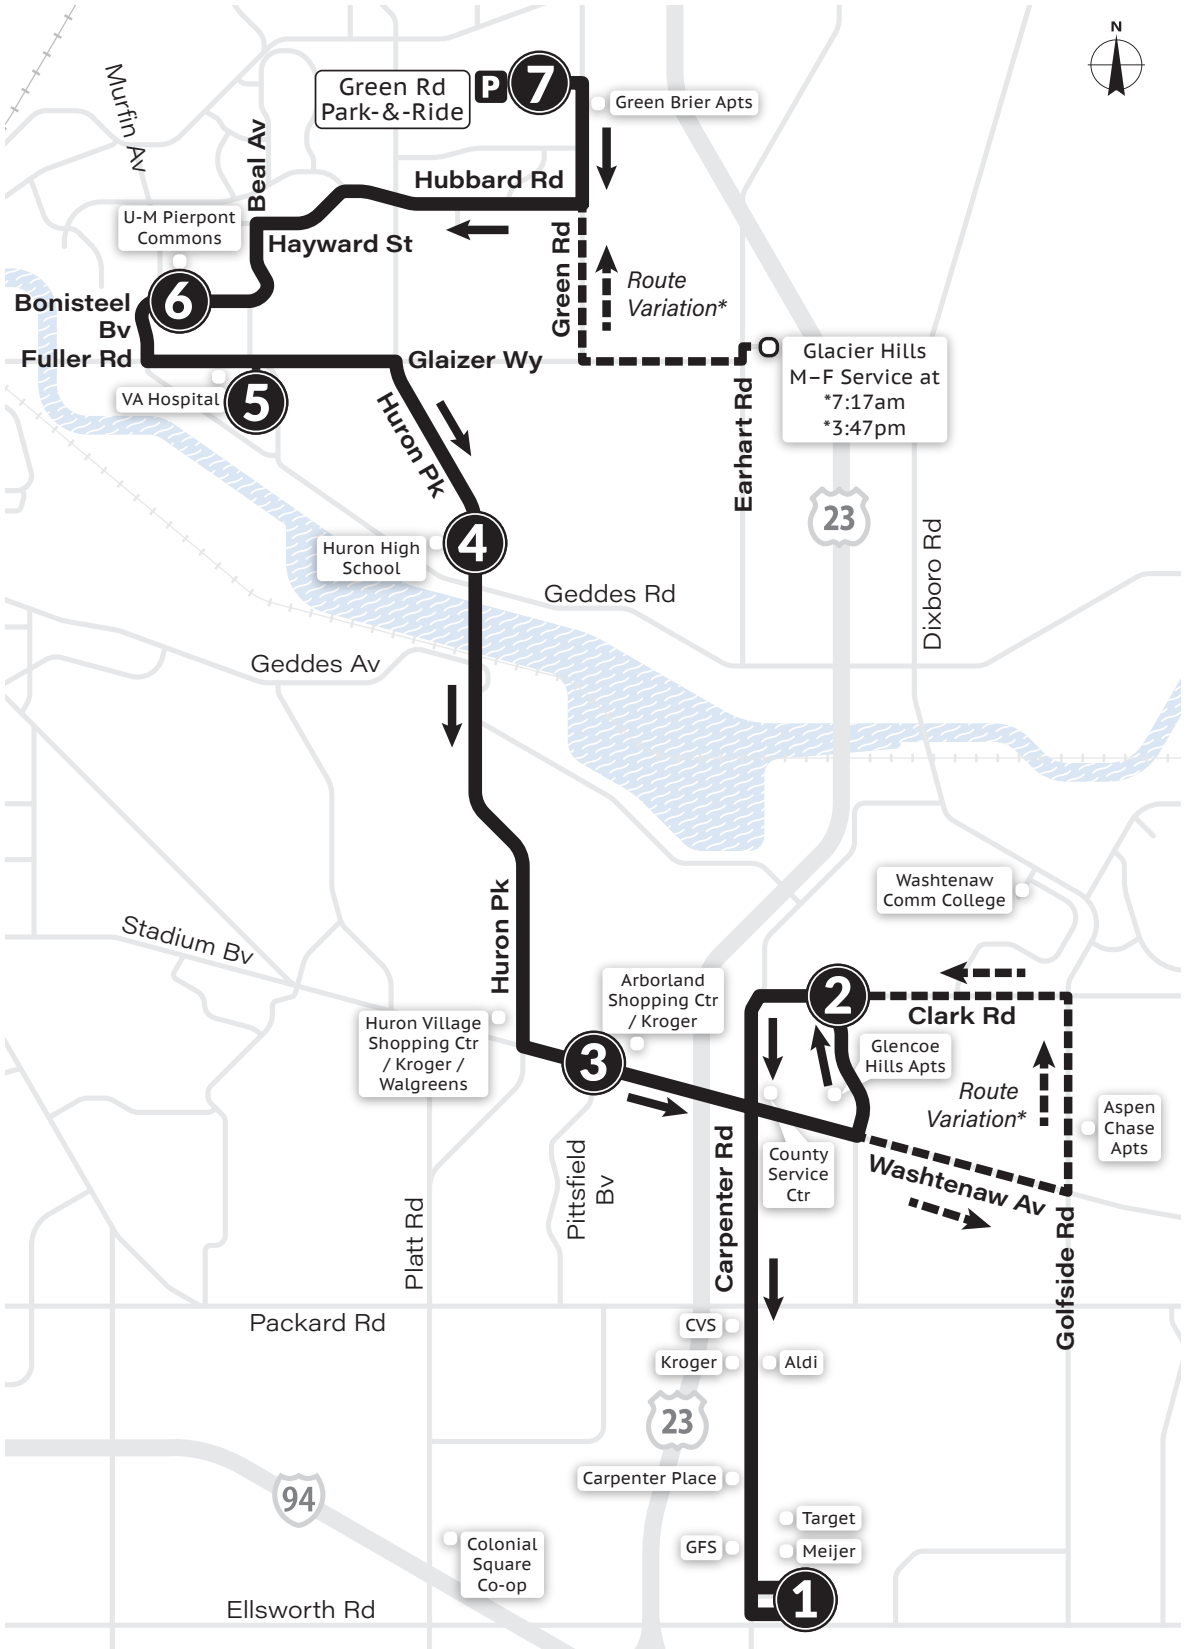 N
Murfin Av
Green Rd
Park-&-Ride
P
7
Green Brier Apts
Beal Av
Hubbard Rd
U-M Pierpont
Commons
Hayward St
Green Rd
Route
Variation*
6
Bonisteel
Bv
Fuller Rd
Glaizer Wy
Glacier Hills
M–F Service at
*7:17am
*3:47pm
VA Hospital
5
Huron Pk
Earhart Rd
23
Dixboro Rd
Huron High
School
4
Geddes Rd
Geddes Av
Washtenaw
Comm College
Huron Pk
Stadium Bv
Arborland
Shopping Ctr
/ Kroger
2
Clark Rd
Huron Village
Shopping Ctr
/ Kroger /
Walgreens
3
Glencoe
Hills Apts
Route
Variation*
Aspen
Chase
Apts
Pittsfield
Bv
Carpenter Rd
County
Service
Ctr
Washtenaw Av
Platt Rd
Golfside Rd
Packard Rd
CVS
Kroger
Aldi
23
Carpenter Place
94
Target
Colonial
Square
Co-op
GFS
Meijer
1
Ellsworth Rd